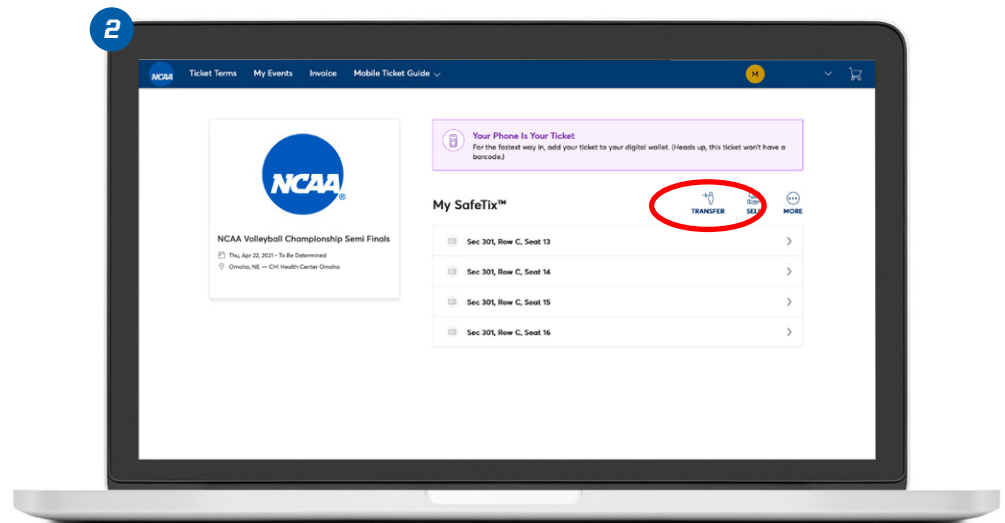 2
NCAA Ticket Terms My Events Invoice Mobile Ticket Guide M
NCAA®
NCAA Volleyball Championship Semi Finals
Thu, Apr 22, 2021 • To Be Determined
Omaha, NE — CHI Health Center Omaha
Your Phone Is Your Ticket
For the fastest way in, add your ticket to your digital wallet. (Heads up, this ticket won't have a
barcode.)
My SafeTix™
TRANSFER SELL MORE
Sec 301, Row C, Seat 13
Sec 301, Row C, Seat 14
Sec 301, Row C, Seat 15
Sec 301, Row C, Seat 16